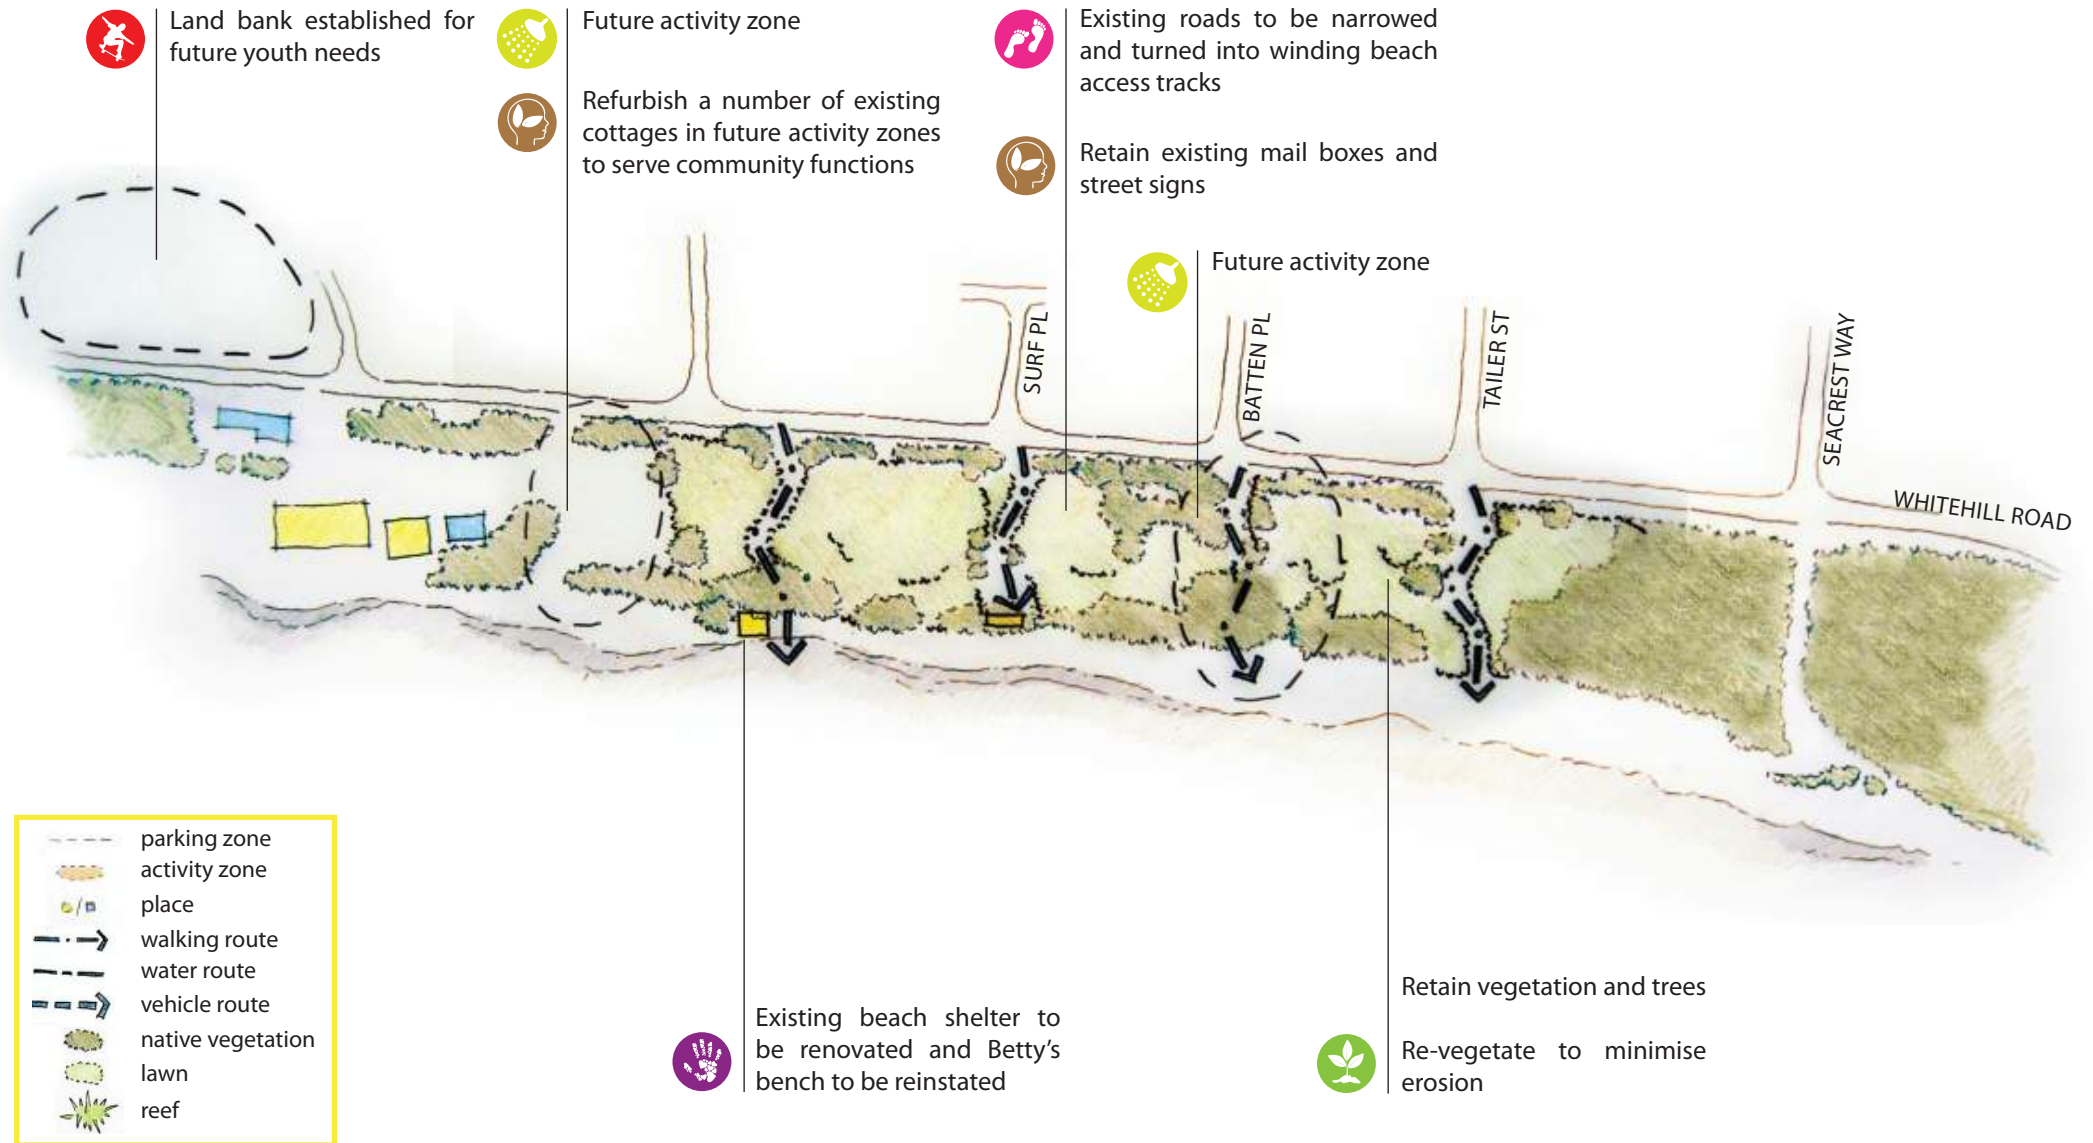 Land bank established for
future youth needs
Future activity zone
Refurbish a number of existing
cottages in future activity zones
to serve community functions
Existing roads to be narrowed
and turned into winding beach
access tracks
Retain existing mail boxes and
street signs
Future activity zone
SURF PL
BATTEN PL
TAILER ST
SEACREST WAY
WHITEHILL ROAD
parking zone
activity zone
place
walking route
water route
vehicle route
native vegetation
lawn
reef
Existing beach shelter to
be renovated and Betty's
bench to be reinstated
Retain vegetation and trees
Re-vegetate to minimise
erosion